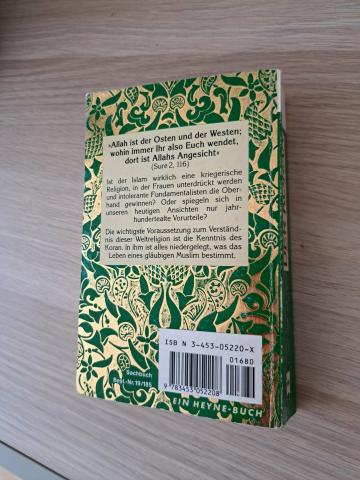 »Allah ist der Osten und der Westen;
wohin immer Ihr also Euch wendet,
dort ist Allahs Angesicht«
(Sure 2, 116)
Ist der Islam wirklich eine kriegerische
Religion, in der Frauen unterdrückt werden
und intolerante Fundamentalisten die Ober-
hand gewinnen? Oder spiegeln sich in
unseren heutigen Ansichten nur jahr-
hundertealte Vorurteile?
Die wichtigste Voraussetzung zum Verständ-
nis dieser Weltreligion ist die Kenntnis des
Koran. In ihm ist alles niedergelegt, was das
Leben eines gläubigen Muslim bestimmt.
ISB N 3-453-05220-X
01680
9 783453 052208
Sachbuch
Best.-Nr. 19/185
EIN HEYNE-BUCH